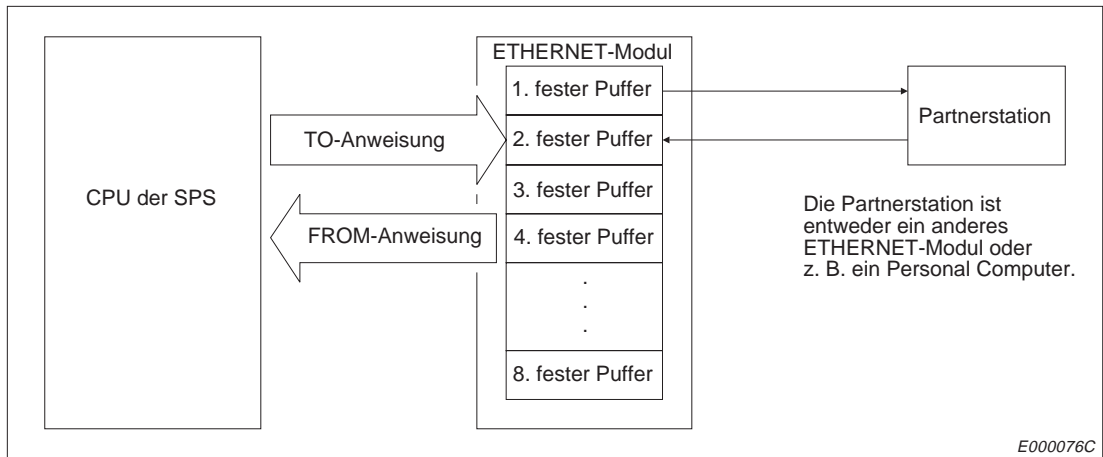 ETHERNET-Modul
1. fester Puffer
Partnerstation
TO-Anweisung
2. fester Puffer
CPU der SPS
3. fester Puffer
FROM-Anweisung
4. fester Puffer
.
.
.
8. fester Puffer
Die Partnerstation ist
entweder ein anderes
ETHERNET-Modul oder
z. B. ein Personal Computer.
E000076C